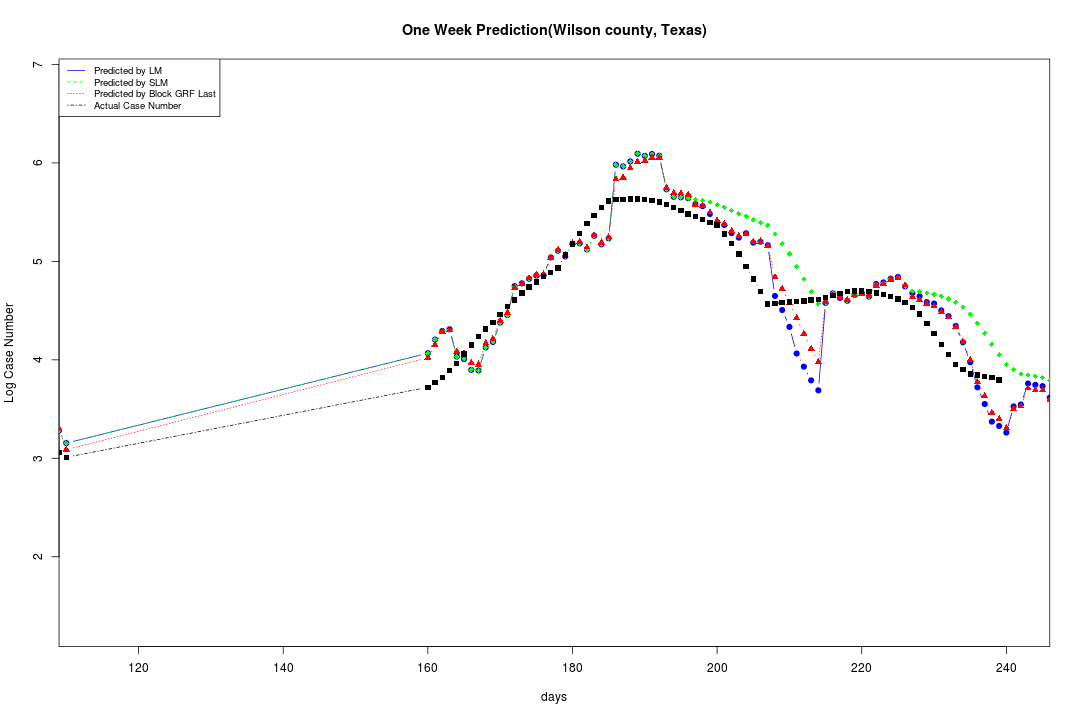 One Week Prediction(Wilson county, Texas)
Predicted by LM
Predicted by SLM
Predicted by Block GRF Last
Actual Case Number
7
6
5
4
3
2
Log Case Number
120 140 160 180 200 220 240
days